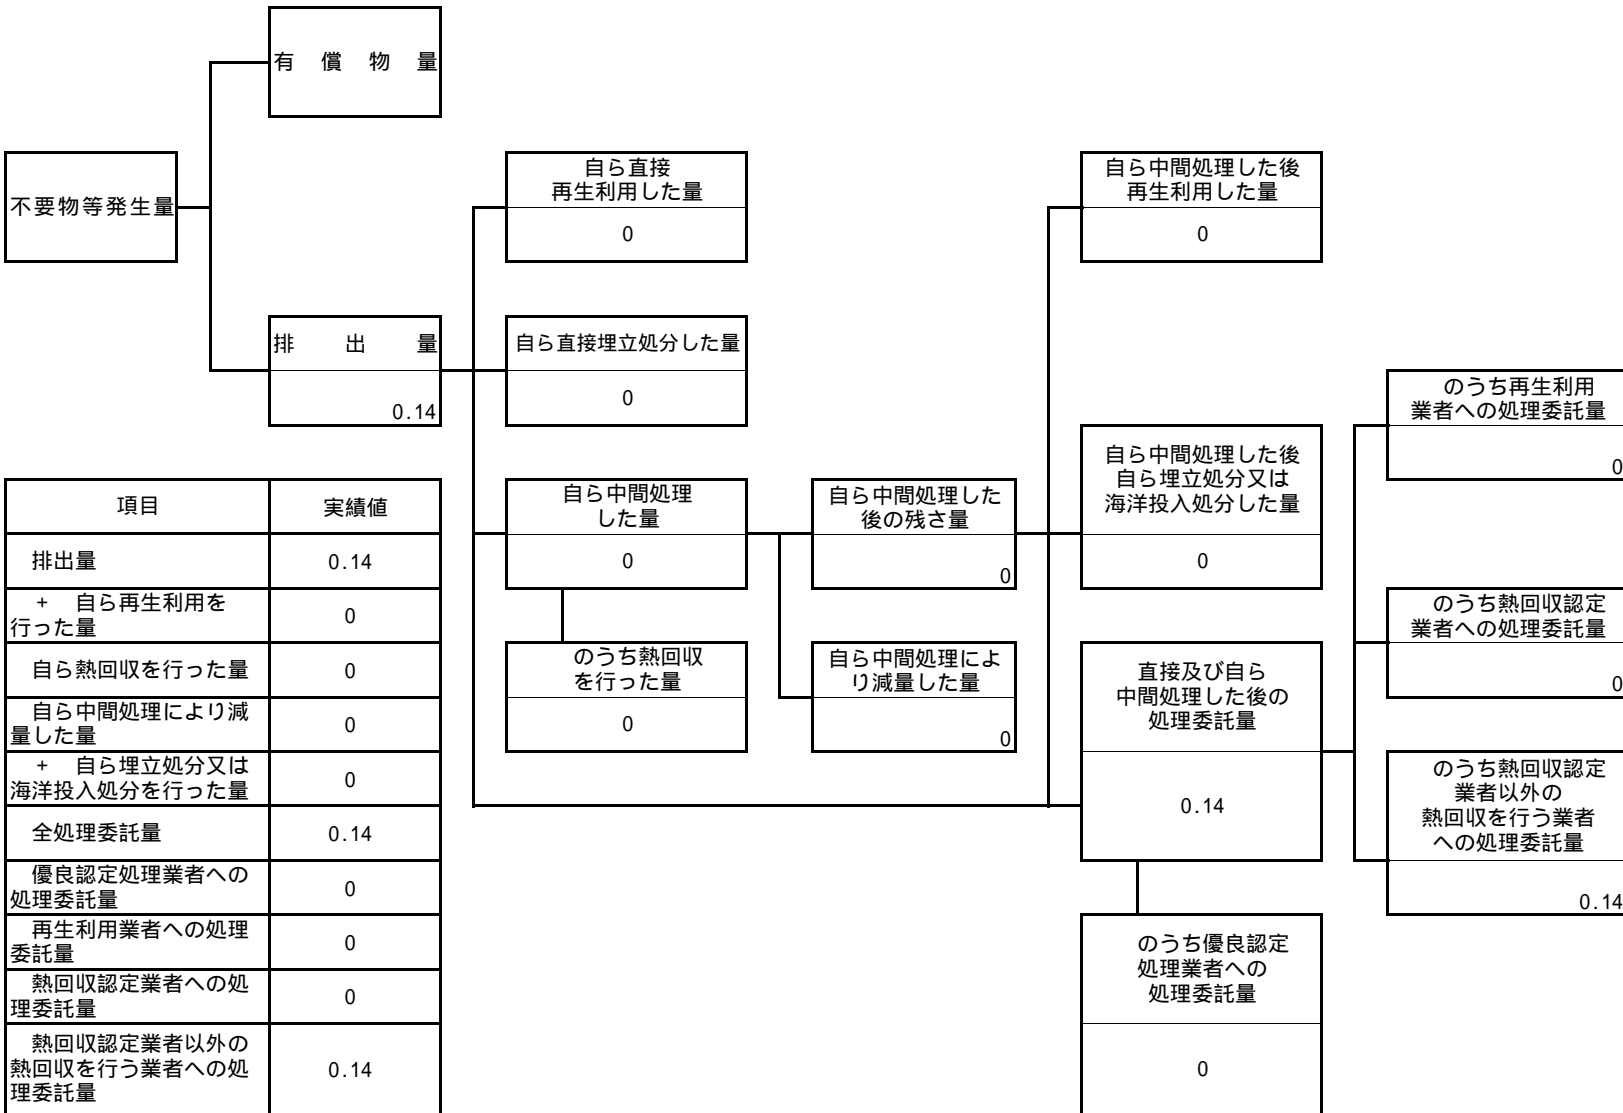 有 償 物 量
不要物等発生量
自ら直接
再生利用した量
0
自ら中間処理した後
再生利用した量
0
排 出 量
0.14
自ら直接埋立処分した量
0
のうち再生利用
業者への処理委託量
0
自ら中間処理
した量
0
自ら中間処理した
後の残さ量
0
自ら中間処理した後
自ら埋立処分又は
海洋投入処分した量
0
のうち熱回収認定
業者への処理委託量
0
のうち熱回収
を行った量
0
自ら中間処理によ
り減量した量
0
直接及び自ら
中間処理した後の
処理委託量
0.14
のうち熱回収認定
業者以外の
熱回収を行う業者
への処理委託量
0.14
のうち優良認定
処理業者への
処理委託量
0
項目 実績値
排出量 0.14
+ 自ら再生利用を
行った量 0
自ら熱回収を行った量 0
自ら中間処理により減
量した量 0
+ 自ら埋立処分又は
海洋投入処分を行った量 0
全処理委託量 0.14
優良認定処理業者への
処理委託量 0
再生利用業者への処理
委託量 0
熱回収認定業者への処
理委託量 0
熱回収認定業者以外の
熱回収を行う業者への処
理委託量 0.14